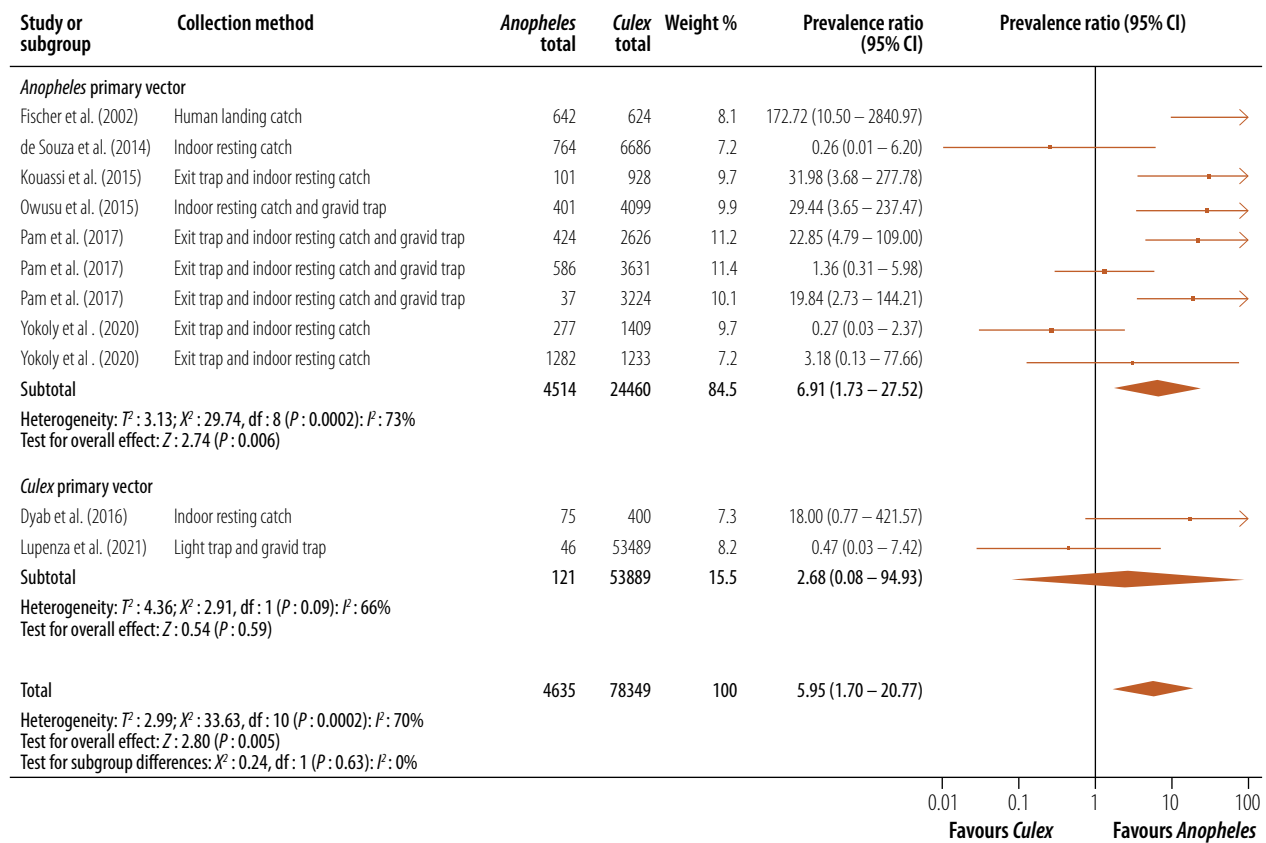 Study or subgroup Collection method Anopheles total Culex total Weight % Prevalence ratio (95% CI) Prevalence ratio (95% CI)
Anopheles primary vector
Fischer et al. (2002) Human landing catch 642 624 8.1 172.72 (10.50 – 2840.97)
de Souza et al. (2014) Indoor resting catch 764 6686 7.2 0.26 (0.01 – 6.20)
Kouassi et al. (2015) Exit trap and indoor resting catch 101 928 9.7 31.98 (3.68 – 277.78)
Owusu et al. (2015) Indoor resting catch and gravid trap 401 4099 9.9 29.44 (3.65 – 237.47)
Pam et al. (2017) Exit trap and indoor resting catch and gravid trap 424 2626 11.2 22.85 (4.79 – 109.00)
Pam et al. (2017) Exit trap and indoor resting catch and gravid trap 586 3631 11.4 1.36 (0.31 – 5.98)
Pam et al. (2017) Exit trap and indoor resting catch and gravid trap 37 3224 10.1 19.84 (2.73 – 144.21)
Yokoly et al . (2020) Exit trap and indoor resting catch 277 1409 9.7 0.27 (0.03 – 2.37)
Yokoly et al. (2020) Exit trap and indoor resting catch 1282 1233 7.2 3.18 (0.13 – 77.66)
Subtotal 4514 24460 84.5 6.91 (1.73 – 27.52)
Heterogeneity: T² : 3.13; X² : 29.74, df : 8 (P : 0.0002): I² : 73%
Test for overall effect: Z : 2.74 (P : 0.006)
Culex primary vector
Dyab et al. (2016) Indoor resting catch 75 400 7.3 18.00 (0.77 – 421.57)
Lupenza et al. (2021) Light trap and gravid trap 46 53489 8.2 0.47 (0.03 – 7.42)
Subtotal 121 53889 15.5 2.68 (0.08 – 94.93)
Heterogeneity: T² : 4.36; X² : 2.91, df : 1 (P : 0.09): I² : 66%
Test for overall effect: Z : 0.54 (P : 0.59)
Total 4635 78349 100 5.95 (1.70 – 20.77)
Heterogeneity: T² : 2.99; X² : 33.63, df : 10 (P : 0.0002): I² : 70%
Test for overall effect: Z : 2.80 (P : 0.005)
Test for subgroup differences: X² : 0.24, df : 1 (P : 0.63): I² : 0%
0.01 0.1 1 10 100
Favours Culex Favours Anopheles